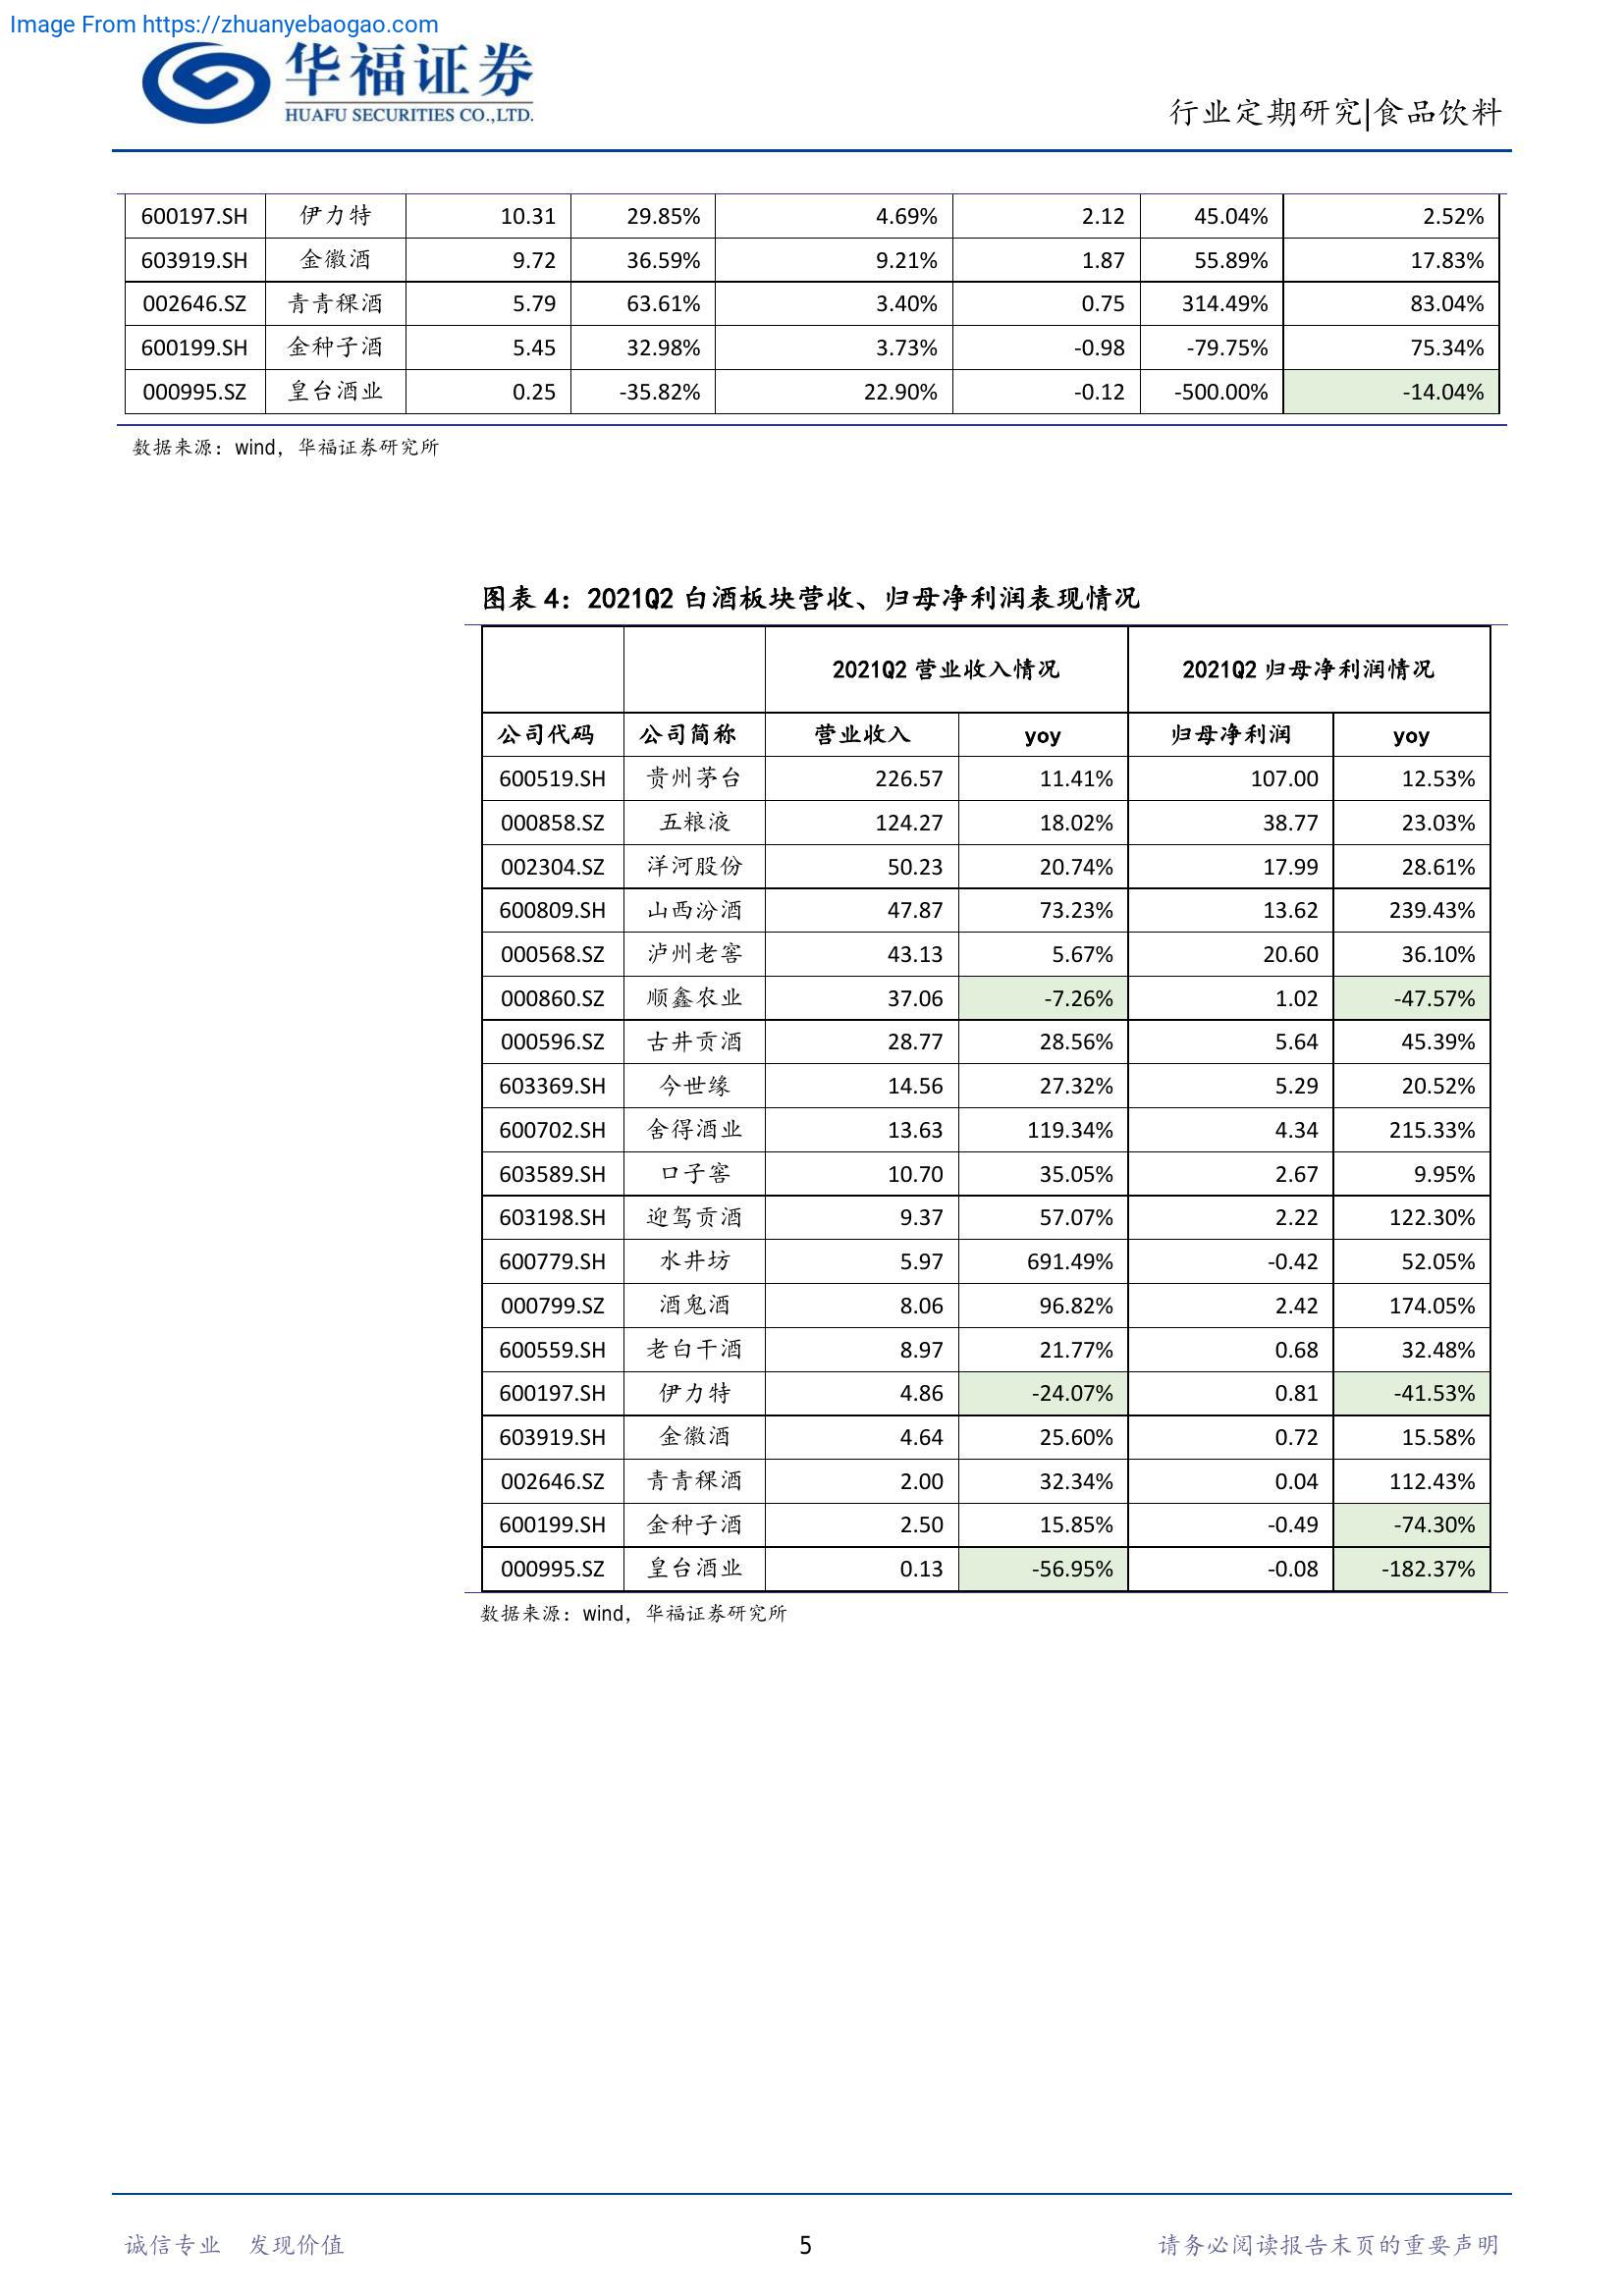 Image From https://zhuanyebaogao.com
华福证券
HUAFU SECURITIES CO.,LTD.
行业定期研究|食品饮料
600197.SH 伊力特 10.31 29.85% 4.69% 2.12 45.04% 2.52%
603919.SH 金徽酒 9.72 36.59% 9.21% 1.87 55.89% 17.83%
002646.SZ 青青稞酒 5.79 63.61% 3.40% 0.75 314.49% 83.04%
600199.SH 金种子酒 5.45 32.98% 3.73% -0.98 -79.75% 75.34%
000995.SZ 皇台酒业 0.25 -35.82% 22.90% -0.12 -500.00% -14.04%
数据来源：wind，华福证券研究所
图表 4：2021Q2 白酒板块营收、归母净利润表现情况
2021Q2 营业收入情况 2021Q2 归母净利润情况
公司代码 公司简称 营业收入 yoy 归母净利润 yoy
600519.SH 贵州茅台 226.57 11.41% 107.00 12.53%
000858.SZ 五粮液 124.27 18.02% 38.77 23.03%
002304.SZ 洋河股份 50.23 20.74% 17.99 28.61%
600809.SH 山西汾酒 47.87 73.23% 13.62 239.43%
000568.SZ 泸州老窖 43.13 5.67% 20.60 36.10%
000860.SZ 顺鑫农业 37.06 -7.26% 1.02 -47.57%
000596.SZ 古井贡酒 28.77 28.56% 5.64 45.39%
603369.SH 今世缘 14.56 27.32% 5.29 20.52%
600702.SH 舍得酒业 13.63 119.34% 4.34 215.33%
603589.SH 口子窖 10.70 35.05% 2.67 9.95%
603198.SH 迎驾贡酒 9.37 57.07% 2.22 122.30%
600779.SH 水井坊 5.97 691.49% -0.42 52.05%
000799.SZ 酒鬼酒 8.06 96.82% 2.42 174.05%
600559.SH 老白干酒 8.97 21.77% 0.68 32.48%
600197.SH 伊力特 4.86 -24.07% 0.81 -41.53%
603919.SH 金徽酒 4.64 25.60% 0.72 15.58%
002646.SZ 青青稞酒 2.00 32.34% 0.04 112.43%
600199.SH 金种子酒 2.50 15.85% -0.49 -74.30%
000995.SZ 皇台酒业 0.13 -56.95% -0.08 -182.37%
数据来源：wind，华福证券研究所
诚信专业 发现价值 5 请务必阅读报告末页的重要声明